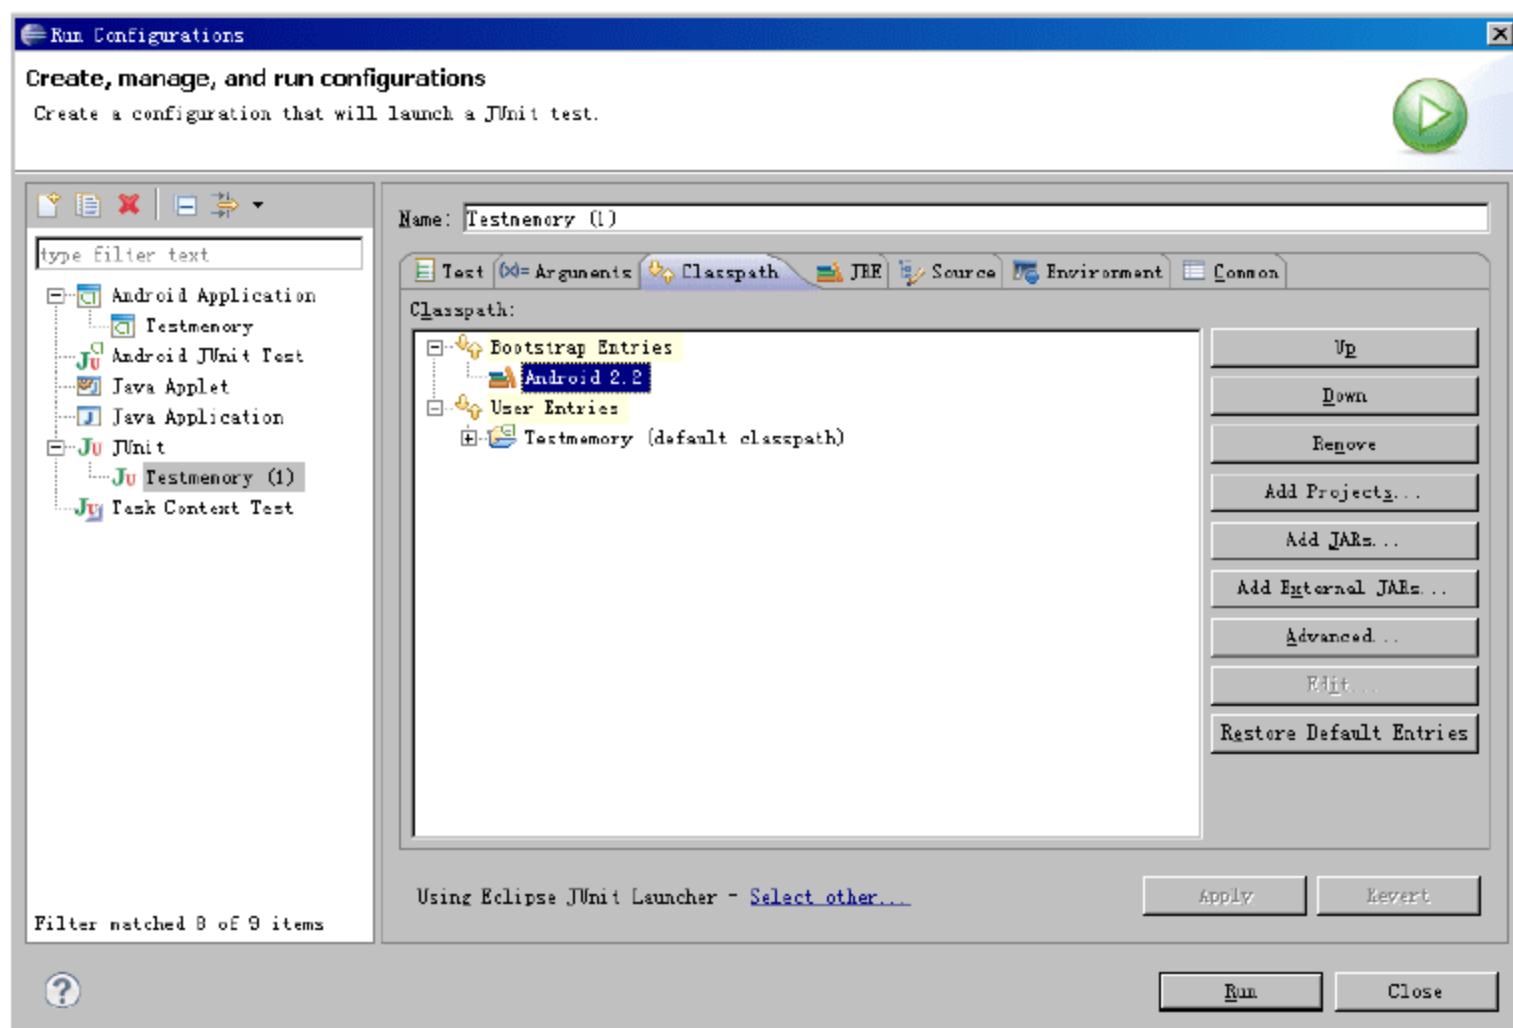 Run Configurations
Create, manage, and run configurations
Create a configuration that will launch a JUnit test.
Name: Testmemory (1)
type filter text
Test (x)= Arguments Classpath JRE Source Environment Common
Android Application
Testmemory
Android JUnit Test
Java Applet
Java Application
JUnit
Testmemory (1)
Task Context Test
Classpath:
Bootstrap Entries
Android 2.2
User Entries
Testmemory (default classpath)
Up
Down
Remove
Add Projects...
Add JARs...
Add External JARs...
Advanced...
Edit...
Restore Default Entries
Using Eclipse JUnit Launcher - Select other...
Apply
Revert
Filter matched 8 of 9 items
Run
Close